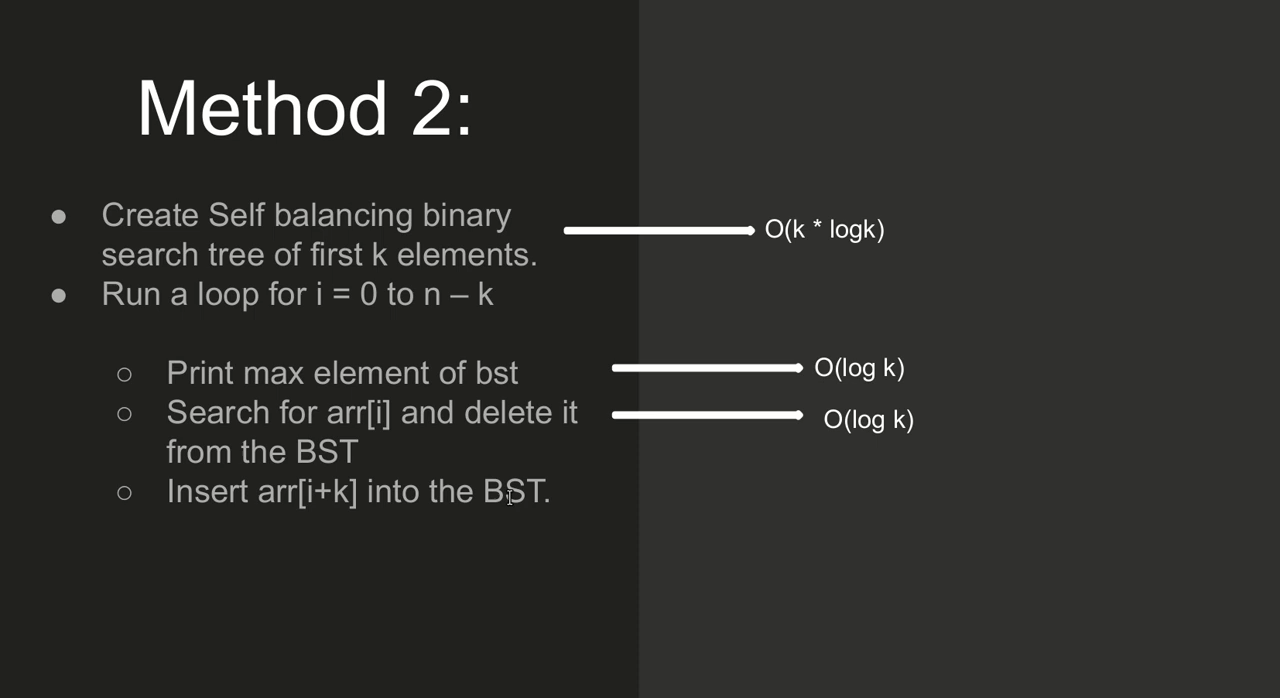 Method 2:
● Create Self balancing binary
search tree of first k elements.
O(k * logk)
● Run a loop for i = 0 to n – k
○ Print max element of bst
O(log k)
○ Search for arr[i] and delete it
from the BST
O(log k)
○ Insert arr[i+k] into the BST.